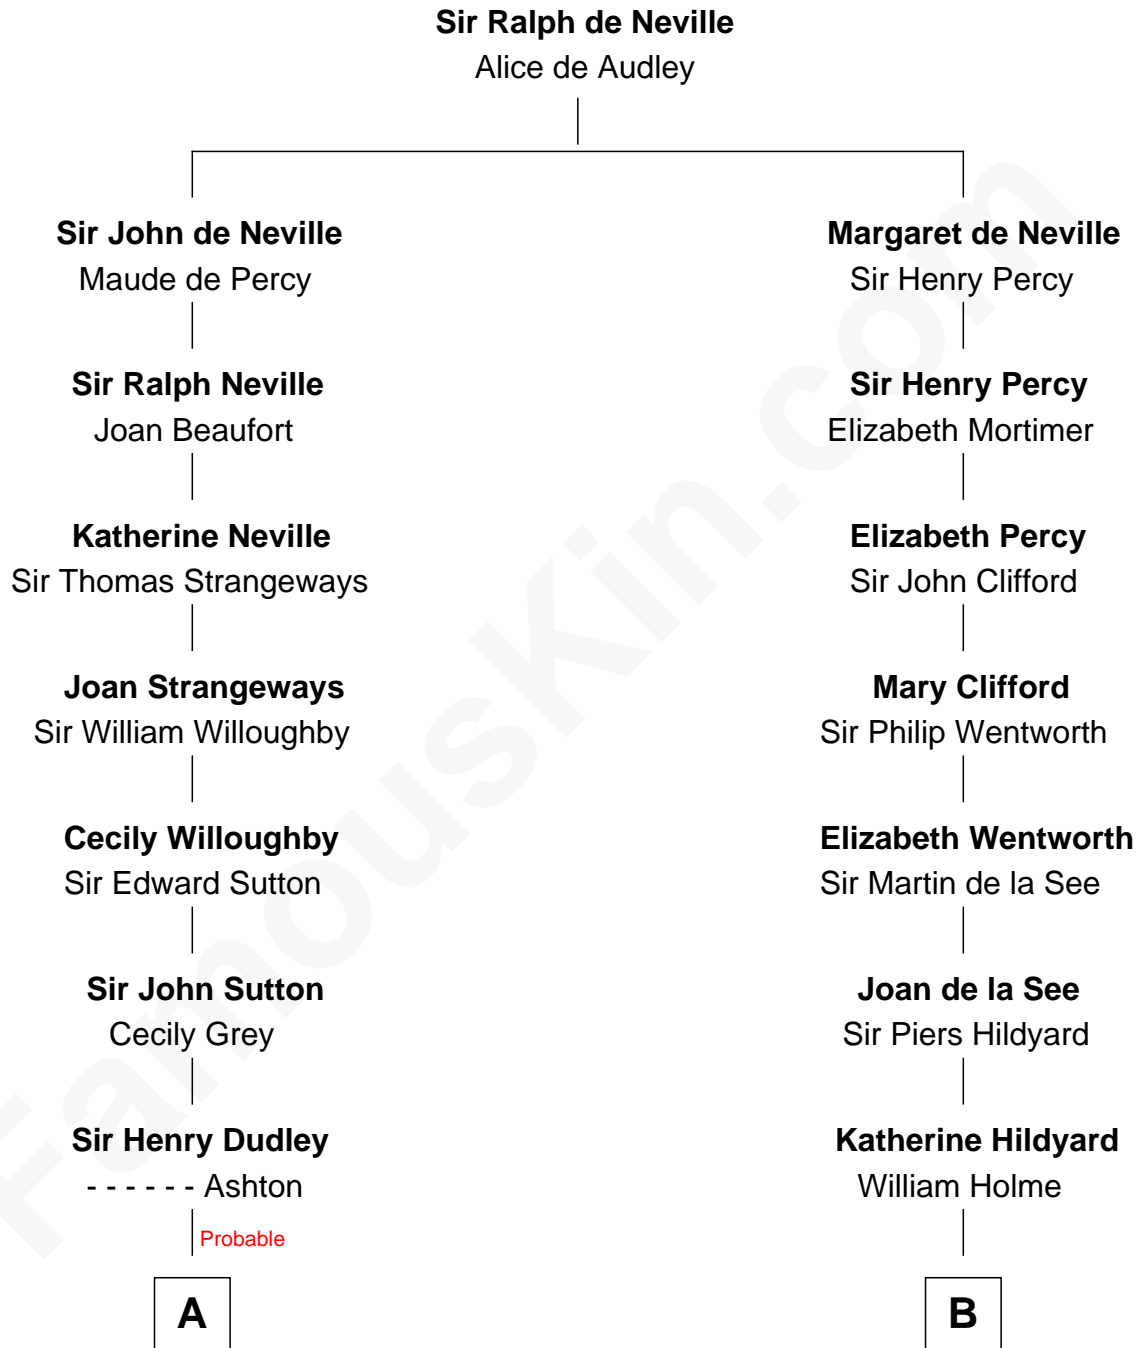 Sir Ralph de Neville
Alice de Audley
Sir John de Neville
Maude de Percy
Margaret de Neville
Sir Henry Percy
Sir Ralph Neville
Joan Beaufort
Sir Henry Percy
Elizabeth Mortimer
Katherine Neville
Sir Thomas Strangeways
Elizabeth Percy
Sir John Clifford
Joan Strangeways
Sir William Willoughby
Mary Clifford
Sir Philip Wentworth
Cecily Willoughby
Sir Edward Sutton
Elizabeth Wentworth
Sir Martin de la See
Sir John Sutton
Cecily Grey
Joan de la See
Sir Piers Hildyard
Sir Henry Dudley
- - - - - - Ashton
Katherine Hildyard
William Holme
Probable
A
B
FamousKin.com